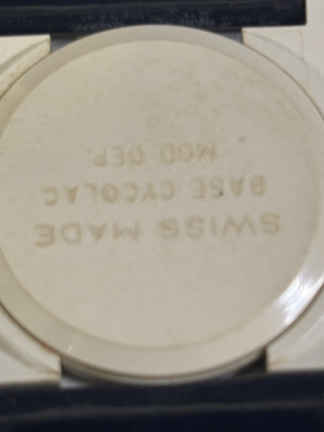 SWISS MADE
BASE CYCOLAC
MOD DEP.